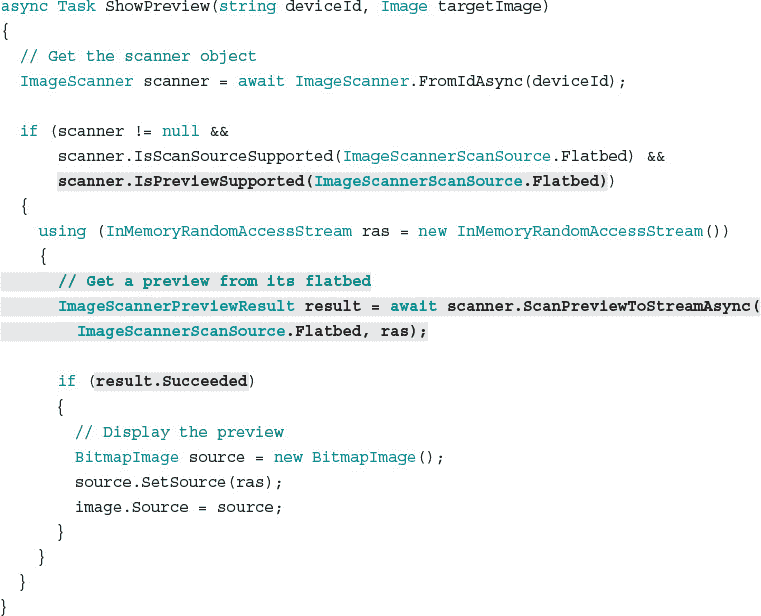 async Task ShowPreview(string deviceId, Image targetImage)
{
  // Get the scanner object
  ImageScanner scanner = await ImageScanner.FromIdAsync(deviceId);

  if (scanner != null &&
      scanner.IsScanSourceSupported(ImageScannerScanSource.Flatbed) &&
      scanner.IsPreviewSupported(ImageScannerScanSource.Flatbed))
  {
    using (InMemoryRandomAccessStream ras = new InMemoryRandomAccessStream())
    {
      // Get a preview from its flatbed
      ImageScannerPreviewResult result = await scanner.ScanPreviewToStreamAsync(
        ImageScannerScanSource.Flatbed, ras);

      if (result.Succeeded)
      {
        // Display the preview
        BitmapImage source = new BitmapImage();
        source.SetSource(ras);
        image.Source = source;
      }
    }
  }
}